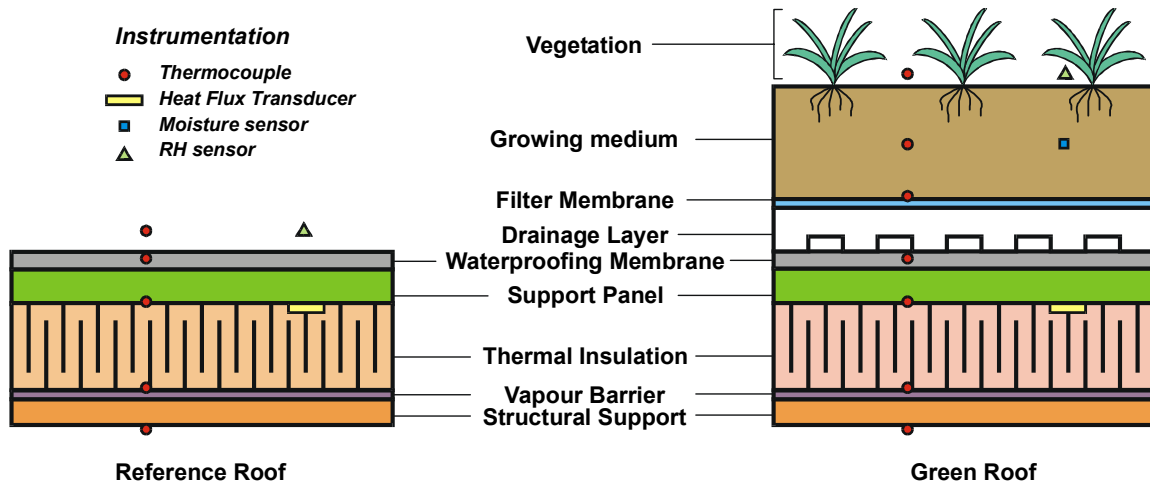 Instrumentation
Thermocouple
Heat Flux Transducer
Moisture sensor
RH sensor
Vegetation
Growing medium
Filter Membrane
Drainage Layer
Waterproofing Membrane
Support Panel
Thermal Insulation
Vapour Barrier
Structural Support
Reference Roof
Green Roof